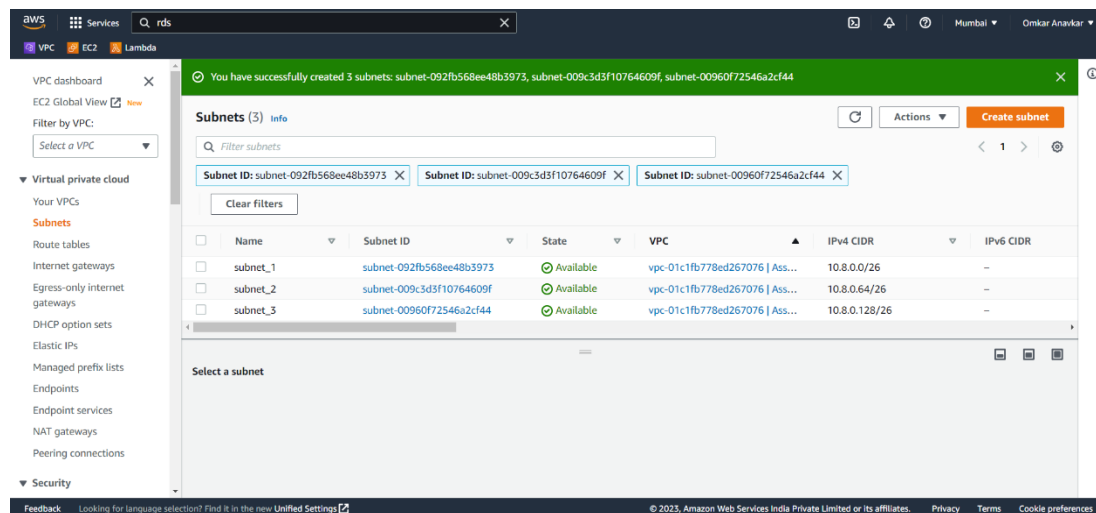 aws Services rds Mumbai ▼ Omkar Anavkar ▼
VPC EC2 Lambda
VPC dashboard
EC2 Global View New
Filter by VPC:
Select a VPC
Virtual private cloud
Your VPCs
Subnets
Route tables
Internet gateways
Egress-only internet
gateways
DHCP option sets
Elastic IPs
Managed prefix lists
Endpoints
Endpoint services
NAT gateways
Peering connections
Security
You have successfully created 3 subnets: subnet-092fb568ee48b3973, subnet-009c3d3f10764609f, subnet-00960f72546a2cf44
Subnets (3) Info Actions ▼ Create subnet
Filter subnets 1
Subnet ID: subnet-092fb568ee48b3973 Subnet ID: subnet-009c3d3f10764609f Subnet ID: subnet-00960f72546a2cf44
Clear filters
Name Subnet ID State VPC IPv4 CIDR IPv6 CIDR
subnet_1 subnet-092fb568ee48b3973 Available vpc-01c1fb778ed267076 | Ass... 10.8.0.0/26 –
subnet_2 subnet-009c3d3f10764609f Available vpc-01c1fb778ed267076 | Ass... 10.8.0.64/26 –
subnet_3 subnet-00960f72546a2cf44 Available vpc-01c1fb778ed267076 | Ass... 10.8.0.128/26 –
Select a subnet
Feedback Looking for language selection? Find it in the new Unified Settings © 2023, Amazon Web Services India Private Limited or its affiliates. Privacy Terms Cookie preferences